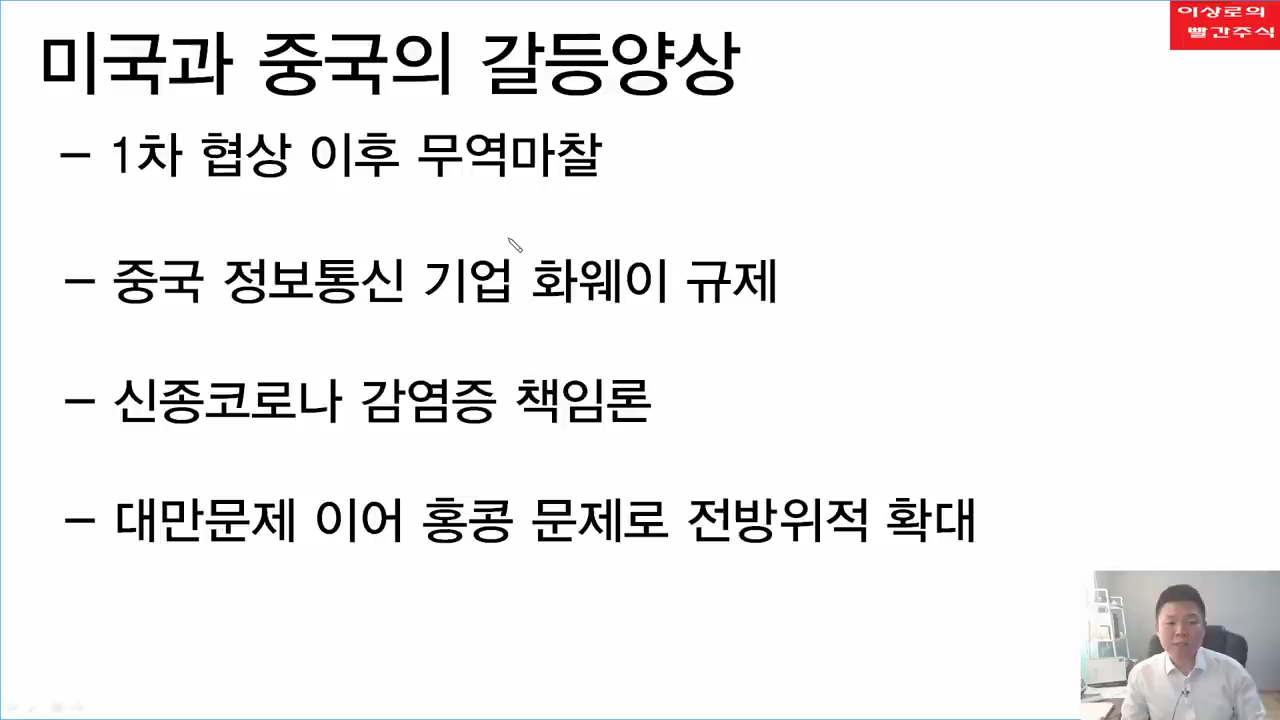 이상로의
빨간주식
미국과 중국의 갈등양상
– 1차 협상 이후 무역마찰
– 중국 정보통신 기업 화웨이 규제
– 신종코로나 감염증 책임론
– 대만문제 이어 홍콩 문제로 전방위적 확대